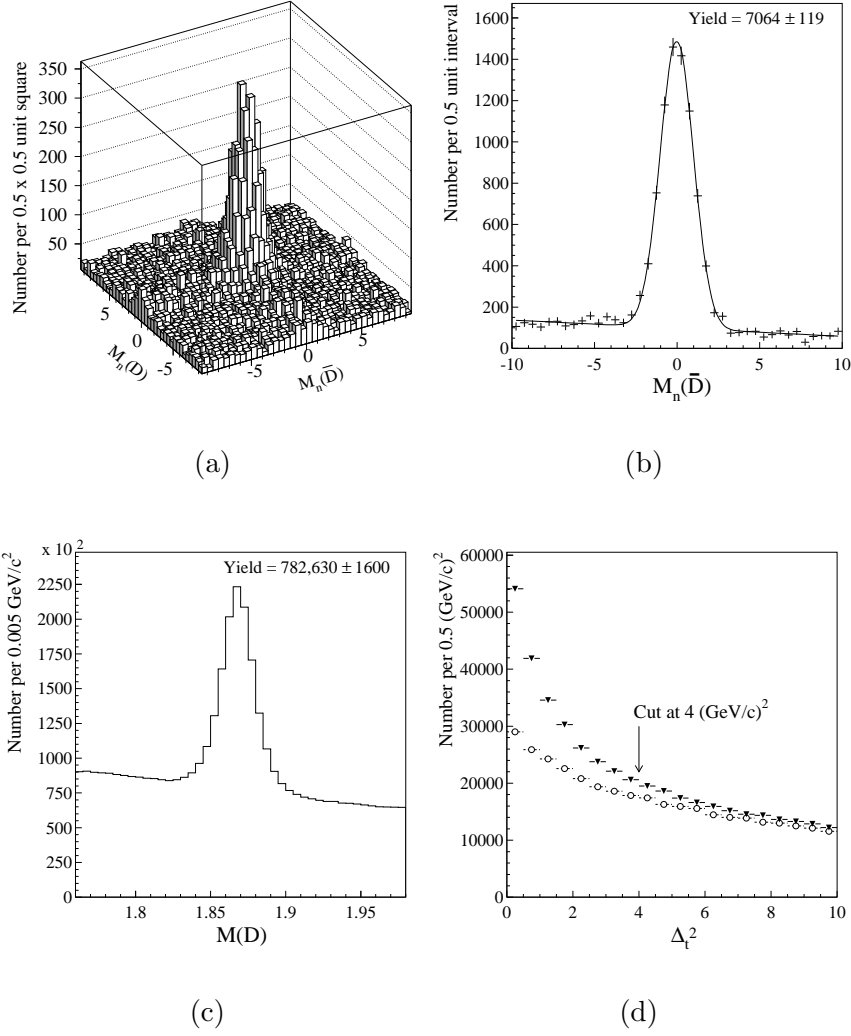 Number per 0.5 x 0.5 unit square
350
300
250
200
150
100
50
5
0
-5
M_n(D)
-5
0
5
M_n(D̅)
(a)
Number per 0.5 unit interval
Yield = 7064 ± 119
1600
1400
1200
1000
800
600
400
200
0
-10 -5 0 5 10
M_n(D̅)
(b)
Number per 0.005 GeV/c²
x 10²
Yield = 782,630 ± 1600
2250
2000
1750
1500
1250
1000
750
500
250
0
1.8 1.85 1.9 1.95
M(D)
(c)
Number per 0.5 (GeV/c)²
60000
50000
40000
30000
20000
10000
0
Cut at 4 (GeV/c)²
0 2 4 6 8 10
Δ_t²
(d)